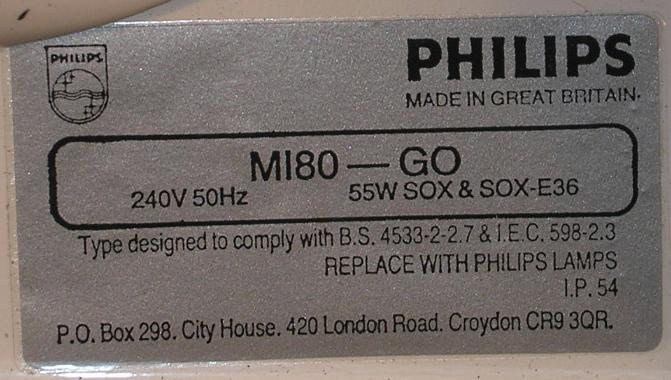 PHILIPS
PHILIPS
MADE IN GREAT BRITAIN.
MI80 — GO
240V 50Hz 55W SOX & SOX-E36
Type designed to comply with B.S. 4533-2-2.7 & I.E.C. 598-2.3
REPLACE WITH PHILIPS LAMPS
I.P. 54
P.O. Box 298. City House. 420 London Road. Croydon CR9 3QR.